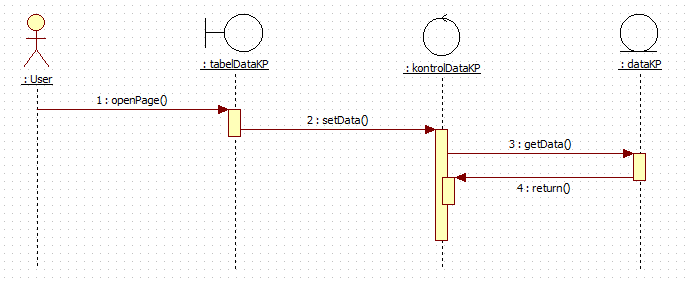 : User
: tabelDataKP
: kontrolDataKP
: dataKP
1 : openPage()
2 : setData()
3 : getData()
4 : return()